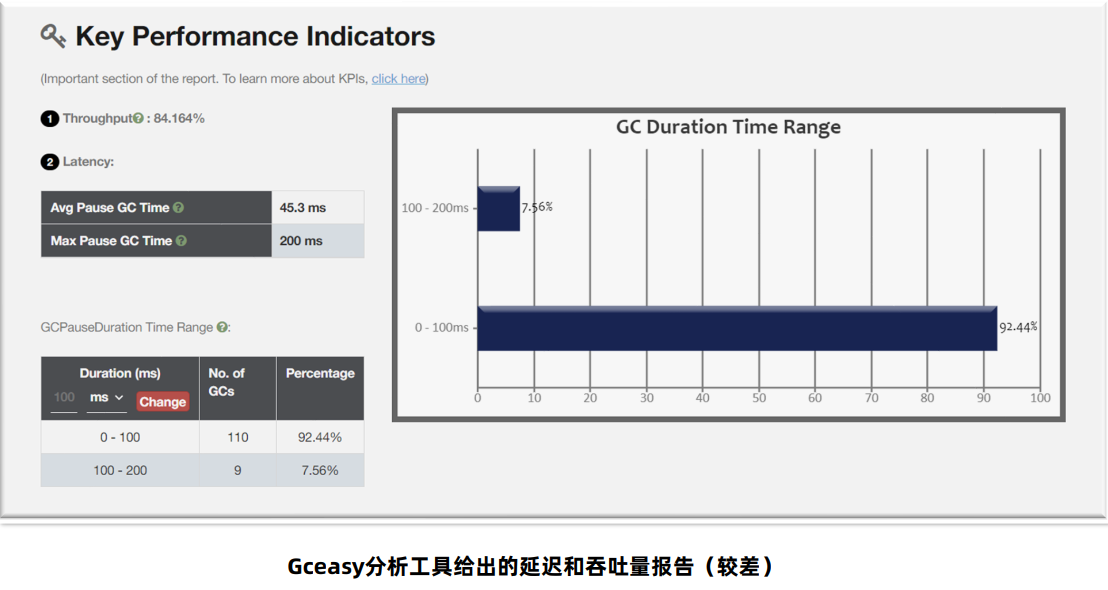 Key Performance Indicators
(Important section of the report. To learn more about KPIs, click here)
1 Throughput? : 84.164%
2 Latency:
Avg Pause GC Time ? 45.3 ms
Max Pause GC Time ? 200 ms
GCPauseDuration Time Range ?:
Duration (ms) No. of GCs Percentage
100 ms Change
0 - 100 110 92.44%
100 - 200 9 7.56%
GC Duration Time Range
100 - 200ms 7.56%
0 - 100ms 92.44%
0 10 20 30 40 50 60 70 80 90 100
Gceasy分析工具给出的延迟和吞吐量报告（较差）